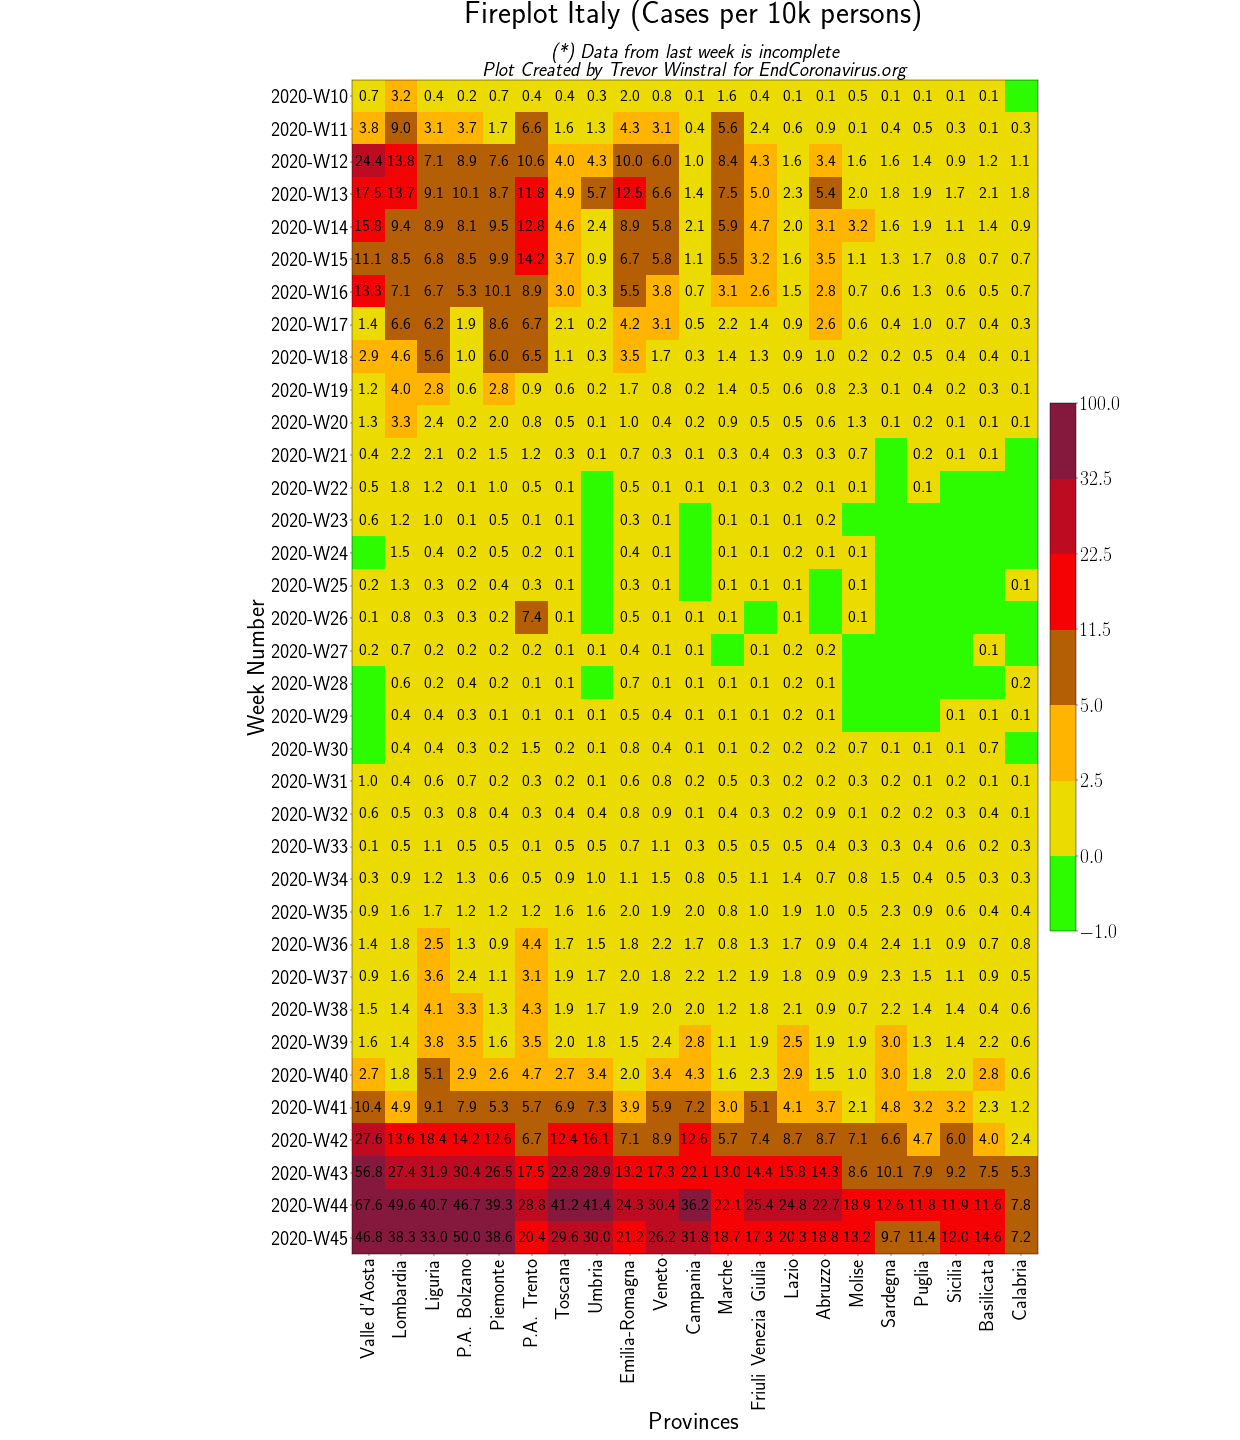 Fireplot Italy (Cases per 10k persons)
(*) Data from last week is incomplete
Plot Created by Trevor Winstral for EndCoronavirus.org
2020-W10 0.7 3.2 0.4 0.2 0.7 0.4 0.4 0.3 2.0 0.8 0.1 1.6 0.4 0.1 0.1 0.5 0.1 0.1 0.1 0.1
2020-W11 3.8 9.0 3.1 3.7 1.7 6.6 1.6 1.3 4.3 3.1 0.4 5.6 2.4 0.6 0.9 0.1 0.4 0.5 0.3 0.1 0.3
2020-W12 24.4 13.8 7.1 8.9 7.6 10.6 4.0 4.3 10.0 6.0 1.0 8.4 4.3 1.6 3.4 1.6 1.6 1.4 0.9 1.2 1.1
2020-W13 17.5 13.7 9.1 10.1 8.7 11.8 4.9 5.7 12.5 6.6 1.4 7.5 5.0 2.3 5.4 2.0 1.8 1.9 1.7 2.1 1.8
2020-W14 15.8 9.4 8.9 8.1 9.5 12.8 4.6 2.4 8.9 5.8 2.1 5.9 4.7 2.0 3.1 3.2 1.6 1.9 1.1 1.4 0.9
2020-W15 11.1 8.5 6.8 8.5 9.9 14.2 3.7 0.9 6.7 5.8 1.1 5.5 3.2 1.6 3.5 1.1 1.3 1.7 0.8 0.7 0.7
2020-W16 13.3 7.1 6.7 5.3 10.1 8.9 3.0 0.3 5.5 3.8 0.7 3.1 2.6 1.5 2.8 0.7 0.6 1.3 0.6 0.5 0.7
2020-W17 1.4 6.6 6.2 1.9 8.6 6.7 2.1 0.2 4.2 3.1 0.5 2.2 1.4 0.9 2.6 0.6 0.4 1.0 0.7 0.4 0.3
2020-W18 2.9 4.6 5.6 1.0 6.0 6.5 1.1 0.3 3.5 1.7 0.3 1.4 1.3 0.9 1.0 0.2 0.2 0.5 0.4 0.4 0.1
2020-W19 1.2 4.0 2.8 0.6 2.8 0.9 0.6 0.2 1.7 0.8 0.2 1.4 0.5 0.6 0.8 2.3 0.1 0.4 0.2 0.3 0.1
2020-W20 1.3 3.3 2.4 0.2 2.0 0.8 0.5 0.1 1.0 0.4 0.2 0.9 0.5 0.5 0.6 1.3 0.1 0.2 0.1 0.1 0.1
2020-W21 0.4 2.2 2.1 0.2 1.5 1.2 0.3 0.1 0.7 0.3 0.1 0.3 0.4 0.3 0.3 0.7 0.2 0.1 0.1
2020-W22 0.5 1.8 1.2 0.1 1.0 0.5 0.1 0.5 0.1 0.1 0.1 0.3 0.2 0.1 0.1 0.1
2020-W23 0.6 1.2 1.0 0.1 0.5 0.1 0.1 0.3 0.1 0.1 0.1 0.1 0.2
2020-W24 1.5 0.4 0.2 0.5 0.2 0.1 0.4 0.1 0.1 0.1 0.2 0.1 0.1
2020-W25 0.2 1.3 0.3 0.2 0.4 0.3 0.1 0.3 0.1 0.1 0.1 0.1 0.1 0.1
2020-W26 0.1 0.8 0.3 0.3 0.2 7.4 0.1 0.5 0.1 0.1 0.1 0.1 0.1
2020-W27 0.2 0.7 0.2 0.2 0.2 0.2 0.1 0.1 0.4 0.1 0.1 0.1 0.2 0.2 0.1
2020-W28 0.6 0.2 0.4 0.2 0.1 0.1 0.7 0.1 0.1 0.1 0.1 0.2 0.1 0.2
2020-W29 0.4 0.4 0.3 0.1 0.1 0.1 0.1 0.5 0.4 0.1 0.1 0.1 0.2 0.1 0.1 0.1 0.1
2020-W30 0.4 0.4 0.3 0.2 1.5 0.2 0.1 0.8 0.4 0.1 0.1 0.2 0.2 0.2 0.7 0.1 0.1 0.1 0.7
2020-W31 1.0 0.4 0.6 0.7 0.2 0.3 0.2 0.1 0.6 0.8 0.2 0.5 0.3 0.2 0.2 0.3 0.2 0.1 0.2 0.1 0.1
2020-W32 0.6 0.5 0.3 0.8 0.4 0.3 0.4 0.4 0.8 0.9 0.1 0.4 0.3 0.2 0.9 0.1 0.2 0.2 0.3 0.4 0.1
2020-W33 0.1 0.5 1.1 0.5 0.5 0.1 0.5 0.5 0.7 1.1 0.3 0.5 0.5 0.5 0.4 0.3 0.3 0.4 0.6 0.2 0.3
2020-W34 0.3 0.9 1.2 1.3 0.6 0.5 0.9 1.0 1.1 1.5 0.8 0.5 1.1 1.4 0.7 0.8 1.5 0.4 0.5 0.3 0.3
2020-W35 0.9 1.6 1.7 1.2 1.2 1.2 1.6 1.6 2.0 1.9 2.0 0.8 1.0 1.9 1.0 0.5 2.3 0.9 0.6 0.4 0.4
2020-W36 1.4 1.8 2.5 1.3 0.9 4.4 1.7 1.5 1.8 2.2 1.7 0.8 1.3 1.7 0.9 0.4 2.4 1.1 0.9 0.7 0.8
2020-W37 0.9 1.6 3.6 2.4 1.1 3.1 1.9 1.7 2.0 1.8 2.2 1.2 1.9 1.8 0.9 0.9 2.3 1.5 1.1 0.9 0.5
2020-W38 1.5 1.4 4.1 3.3 1.3 4.3 1.9 1.7 1.9 2.0 2.0 1.2 1.8 2.1 0.9 0.7 2.2 1.4 1.4 0.4 0.6
2020-W39 1.6 1.4 3.8 3.5 1.6 3.5 2.0 1.8 1.5 2.4 2.8 1.1 1.9 2.5 1.9 1.9 3.0 1.3 1.4 2.2 0.6
2020-W40 2.7 1.8 5.1 2.9 2.6 4.7 2.7 3.4 2.0 3.4 4.3 1.6 2.3 2.9 1.5 1.0 3.0 1.8 2.0 2.8 0.6
2020-W41 10.4 4.9 9.1 7.9 5.3 5.7 6.9 7.3 3.9 5.9 7.2 3.0 5.1 4.1 3.7 2.1 4.8 3.2 3.2 2.3 1.2
2020-W42 27.6 13.6 18.4 14.2 12.6 6.7 12.4 16.1 7.1 8.9 12.6 5.7 7.4 8.7 8.7 7.1 6.6 4.7 6.0 4.0 2.4
2020-W43 56.8 27.4 31.9 30.4 26.5 17.5 22.8 28.9 13.2 17.3 22.1 13.0 14.4 15.8 14.3 8.6 10.1 7.9 9.2 7.5 5.3
2020-W44 67.6 49.6 40.7 46.7 39.3 28.8 41.2 41.4 24.3 30.4 36.2 22.1 25.4 24.8 22.7 18.9 12.6 11.8 11.9 11.6 7.8
2020-W45 46.8 38.3 33.0 50.0 38.6 20.4 29.6 30.0 21.2 26.2 31.8 18.7 17.3 20.3 18.8 13.2 9.7 11.4 12.0 14.6 7.2
Week Number
Valle d'Aosta
Lombardia
Liguria
P.A. Bolzano
Piemonte
P.A. Trento
Toscana
Umbria
Emilia-Romagna
Veneto
Campania
Marche
Friuli Venezia Giulia
Lazio
Abruzzo
Molise
Sardegna
Puglia
Sicilia
Basilicata
Calabria
Provinces
100.0
32.5
22.5
11.5
5.0
2.5
0.0
−1.0